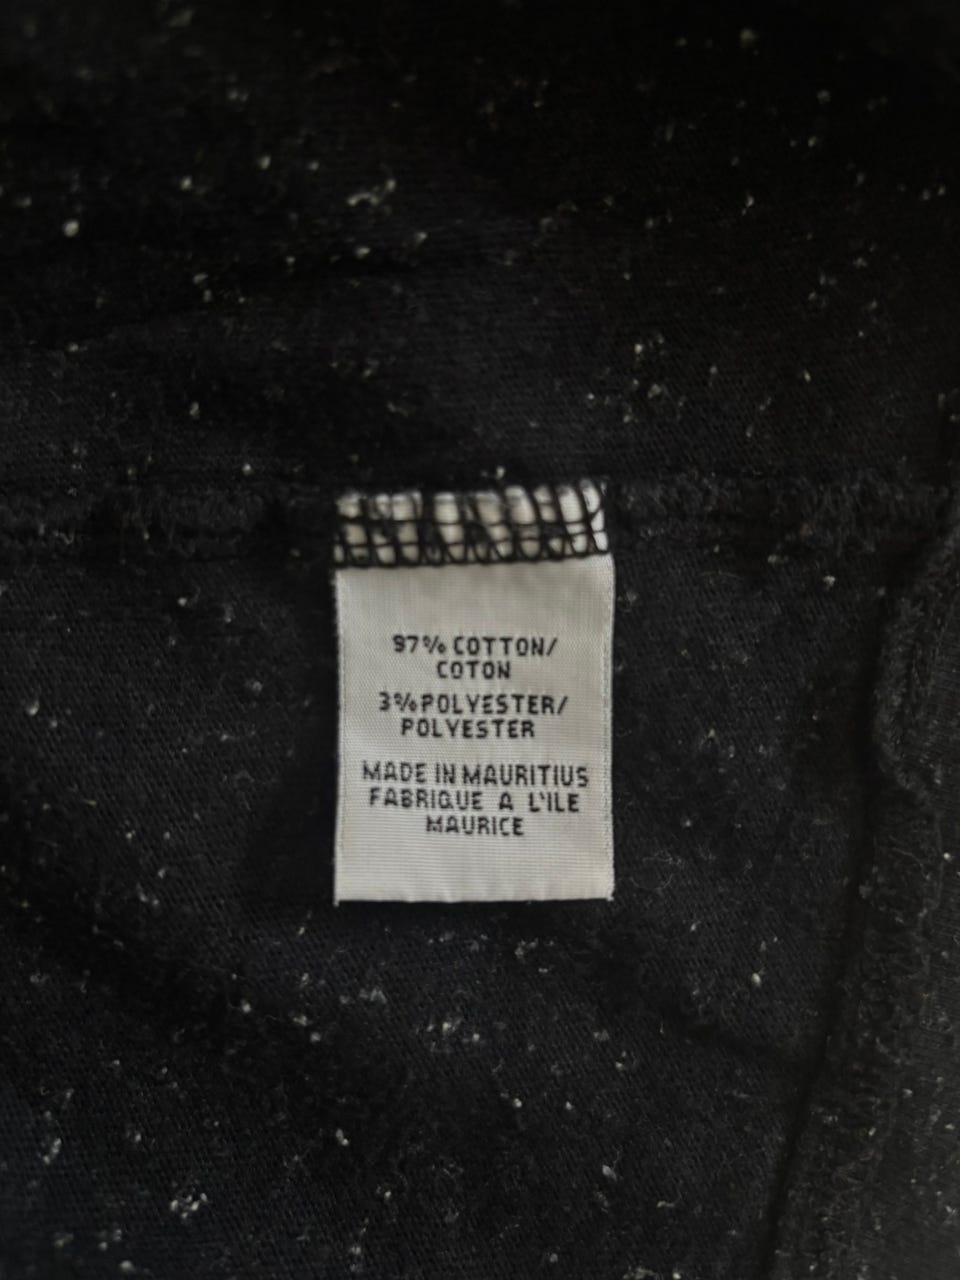 97% COTTON/
COTON
3% POLYESTER/
POLYESTER
MADE IN MAURITIUS
FABRIQUE A L'ILE
MAURICE